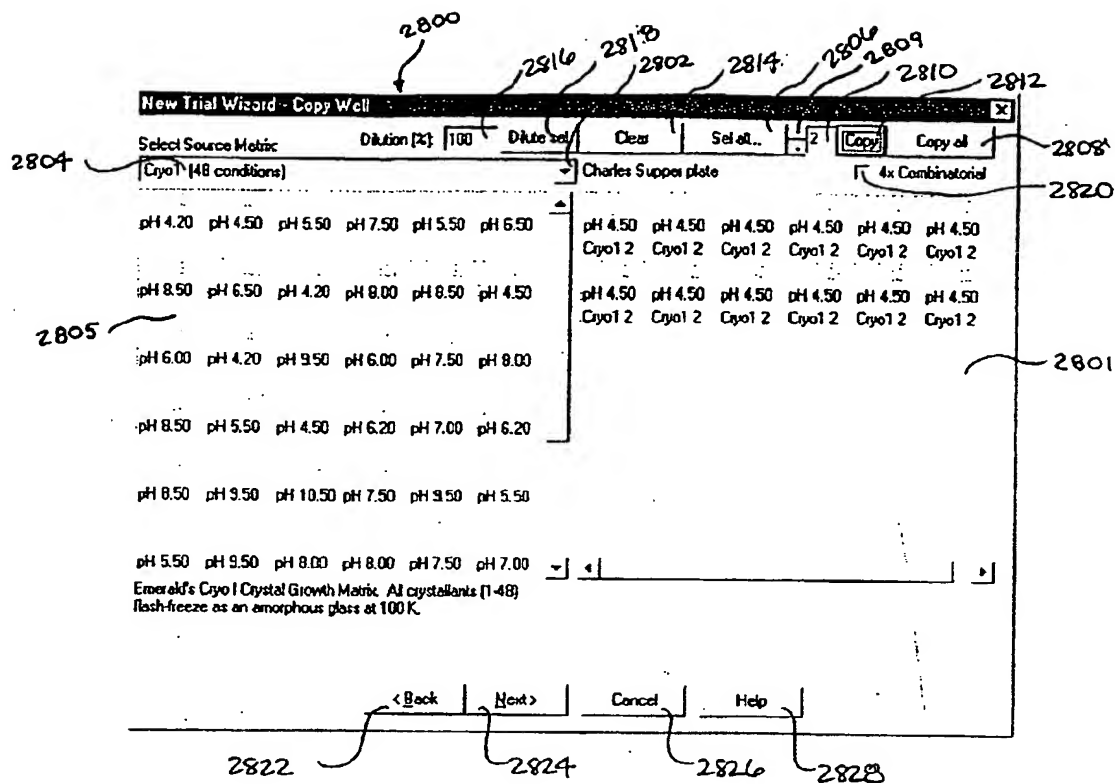 2800
2816 2818 2802 2814 2806 2809 2810 2812
New Trial Wizard - Copy Well
Select Source Matric Dilution [%]: 100 Dilute sel Clear Sel all... 2 Copy Copy all
2804 2808
Cryo1 [48 conditions] Charles Supper plate 4x Combinatorial
2820
pH 4.20 pH 4.50 pH 5.50 pH 7.50 pH 5.50 pH 6.50 pH 4.50 pH 4.50 pH 4.50 pH 4.50 pH 4.50 pH 4.50
Cryo1 2 Cryo1 2 Cryo1 2 Cryo1 2 Cryo1 2 Cryo1 2
pH 8.50 pH 6.50 pH 4.20 pH 8.00 pH 8.50 pH 4.50 pH 4.50 pH 4.50 pH 4.50 pH 4.50 pH 4.50 pH 4.50
2805 Cryo1 2 Cryo1 2 Cryo1 2 Cryo1 2 Cryo1 2 Cryo1 2
pH 6.00 pH 4.20 pH 9.50 pH 6.00 pH 7.50 pH 8.00 2801
pH 8.50 pH 5.50 pH 4.50 pH 6.20 pH 7.00 pH 6.20
pH 8.50 pH 9.50 pH 10.50 pH 7.50 pH 9.50 pH 5.50
pH 5.50 pH 9.50 pH 8.00 pH 8.00 pH 7.50 pH 7.00
Emerald's Cryo I Crystal Growth Matrix. All crystallants (1-48)
flash-freeze as an amorphous glass at 100 K.
< Back Next > Cancel Help
2822 2824 2826 2828